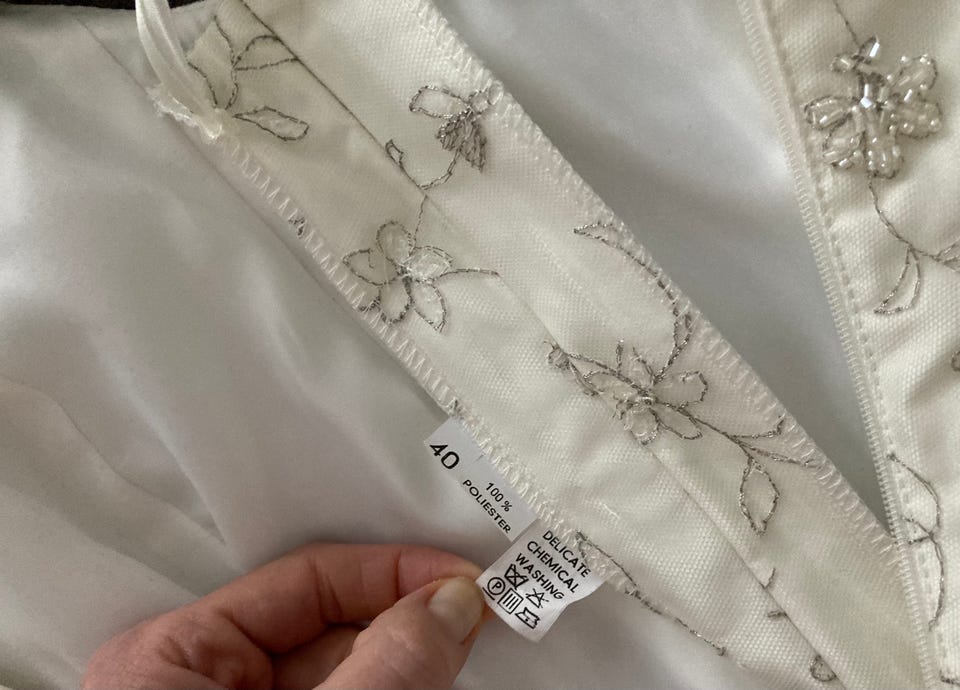 40
100%
POLIESTER
DELICATE
CHEMICAL
WASHING
P